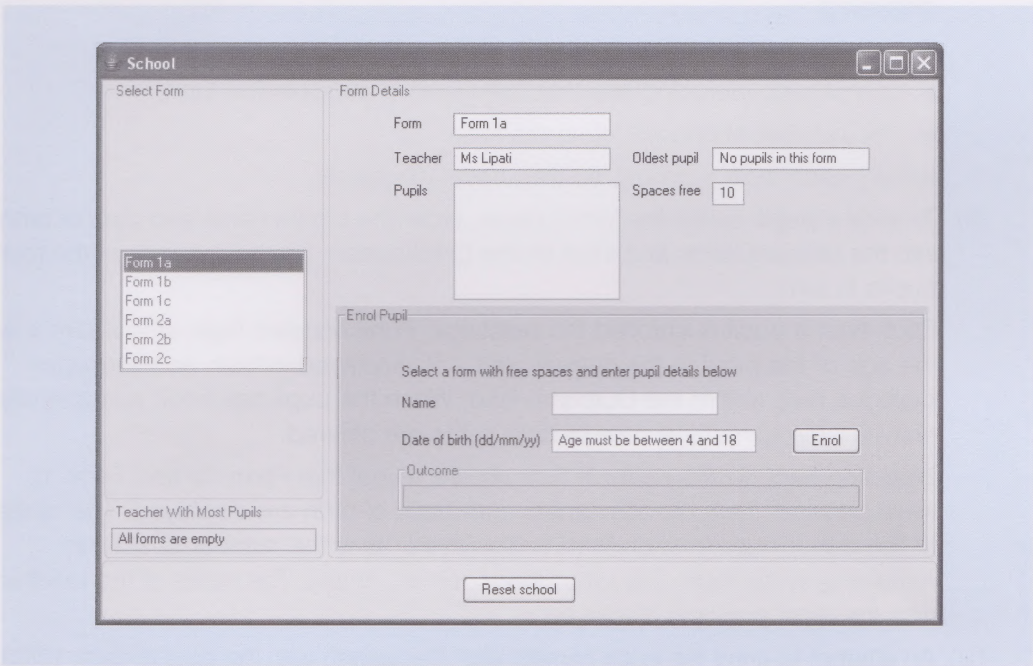 School
Select Form
Form 1a
Form 1b
Form 1c
Form 2a
Form 2b
Form 2c
Teacher With Most Pupils
All forms are empty
Form Details
Form Form 1a
Teacher Ms Lipati Oldest pupil No pupils in this form
Pupils Spaces free 10
Enrol Pupil
Select a form with free spaces and enter pupil details below
Name
Date of birth (dd/mm/yy) Age must be between 4 and 18 Enrol
Outcome
Reset school